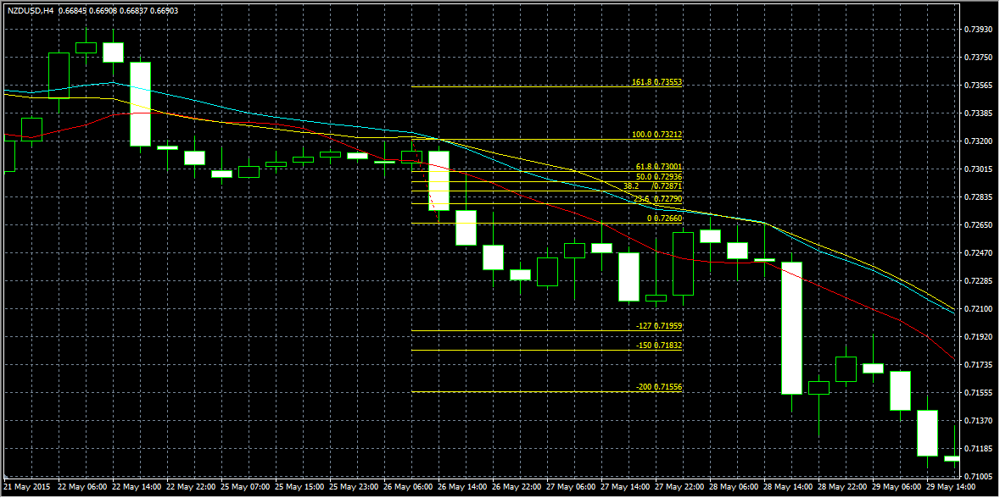 NZDUSD,H4 0.66845 0.66908 0.66837 0.66903
0.73930
0.73750
0.73565
0.73385
0.73200
0.73015
0.72835
0.72650
0.72470
0.72285
0.72100
0.71920
0.71735
0.71555
0.71370
0.71185
0.71005
161.8 0.73553
100.0 0.73212
61.8 0.73001
50.0 0.72936
38.2 /0.72871
23.6 0.72790
0 0.72660
-127 0.71959
-150 0.71832
-200 0.71556
21 May 2015
22 May 06:00
22 May 14:00
22 May 22:00
25 May 07:00
25 May 15:00
25 May 23:00
26 May 06:00
26 May 14:00
26 May 22:00
27 May 06:00
27 May 14:00
27 May 22:00
28 May 06:00
28 May 14:00
28 May 22:00
29 May 06:00
29 May 14:00